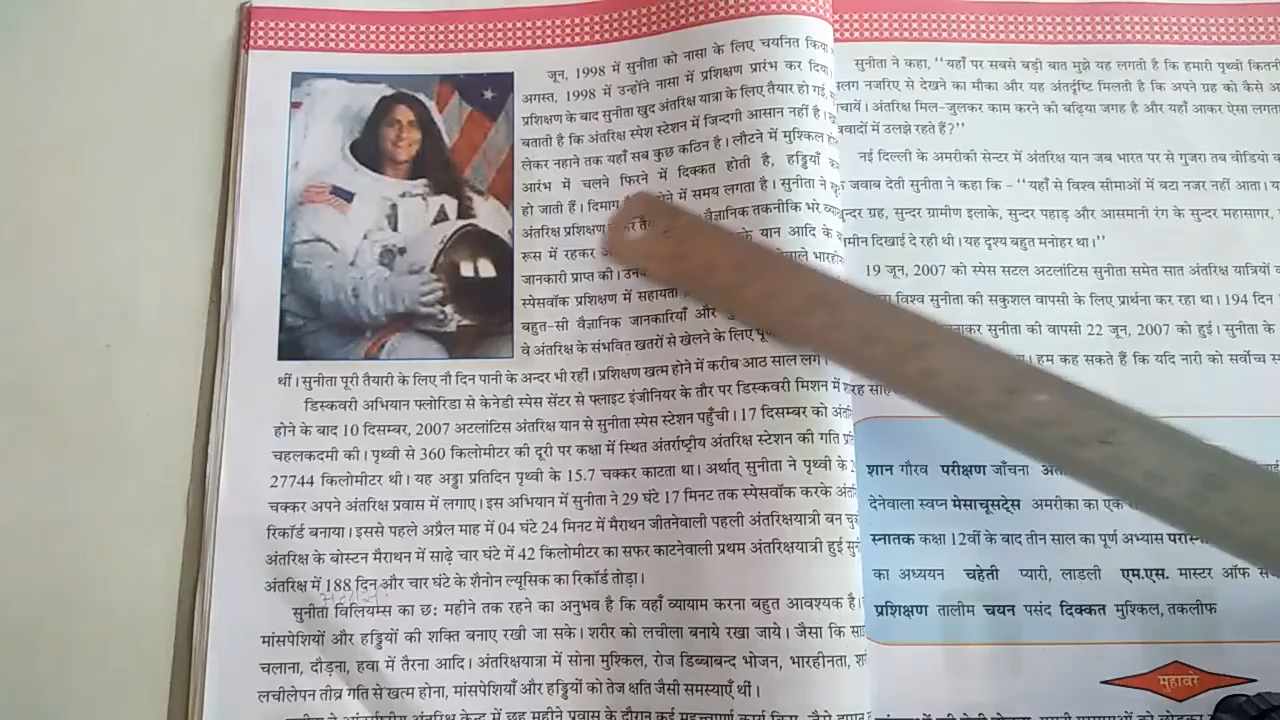 जून, 1998 में सुनीता को नासा के लिए चयनित किया
अगस्त, 1998 में उन्होंने नासा में प्रशिक्षण प्रारंभ कर दिया।
प्रशिक्षण के बाद सुनीता खुद अंतरिक्ष यात्रा के लिए तैयार हो गई,
बताती है कि अंतरिक्ष स्पेश स्टेशन में जिन्दगी आसान नहीं है।
लेकर नहाने तक यहाँ सब कुछ कठिन है। लौटने में मुश्किल
आरंभ में चलने फिरने में दिक्कत होती है, हड्डियाँ
हो जाती हैं। दिमाग में समय लगता है। सुनीता ने
अंतरिक्ष प्रशिक्षण वैज्ञानिक तकनीकि भरे
रूस में रहकर यान आदि के
जानकारी प्राप्त की।
स्पेसवॉक प्रशिक्षण में सहायता
बहुत-सी वैज्ञानिक जानकारियाँ और
वे अंतरिक्ष के संभवित खतरों से खेलने के लिए
थीं। सुनीता पूरी तैयारी के लिए नौ दिन पानी के अन्दर भी रहीं। प्रशिक्षण खत्म होने में करीब आठ साल लगे।
डिस्कवरी अभियान फ्लोरिडा से केनेडी स्पेस सेंटर से फ्लाइट इंजीनियर के तौर पर डिस्कवरी मिशन में
होने के बाद 10 दिसम्बर, 2007 अटलांटिस अंतरिक्ष यान से सुनीता स्पेस स्टेशन पहुँची। 17 दिसम्बर को
चहलकदमी की। पृथ्वी से 360 किलोमीटर की दूरी पर कक्षा में स्थित अंतर्राष्ट्रीय अंतरिक्ष स्टेशन की गति
27744 किलोमीटर थी। यह अड्डा प्रतिदिन पृथ्वी के 15.7 चक्कर काटता था। अर्थात् सुनीता ने पृथ्वी के
चक्कर अपने अंतरिक्ष प्रवास में लगाए। इस अभियान में सुनीता ने 29 घंटे 17 मिनट तक स्पेसवॉक करके
रिकॉर्ड बनाया। इससे पहले अप्रैल माह में 04 घंटे 24 मिनट में मैराथन जीतनेवाली पहली अंतरिक्षयात्री बन
अंतरिक्ष के बोस्टन मैराथन में साढ़े चार घंटे में 42 किलोमीटर का सफर काटनेवाली प्रथम अंतरिक्षयात्री हुई
अंतरिक्ष में 188 दिन और चार घंटे के शैनोन ल्यूसिक का रिकॉर्ड तोड़ा।
सुनीता विलियम्स का छ: महीने तक रहने का अनुभव है कि वहाँ व्यायाम करना बहुत आवश्यक है।
मांसपेशियों और हड्डियों की शक्ति बनाए रखी जा सके। शरीर को लचीला बनाये रखा जाये। जैसा कि
चलाना, दौड़ना, हवा में तैरना आदि। अंतरिक्षयात्रा में सोना मुश्किल, रोज डिब्बाबन्द भोजन, भारहीनता,
लचीलेपन तीव्र गति से खत्म होना, मांसपेशियाँ और हड्डियों को तेज क्षति जैसी समस्याएँ थीं।
सुनीता ने कहा, "यहाँ पर सबसे बड़ी बात मुझे यह लगती है कि हमारी पृथ्वी
नजरिए से देखने का मौका और यह अंतर्दृष्टि मिलती है कि अपने ग्रह को कैसे
अंतरिक्ष मिल-जुलकर काम करने की बढ़िया जगह है और यहाँ आकर ऐसा लगता
में उलझे रहते हैं?"
नई दिल्ली के अमरीकी सेन्टर में अंतरिक्ष यान जब भारत पर से गुजरा तब वीडियो
जवाब देती सुनीता ने कहा कि - "यहाँ से विश्व सीमाओं में बटा नजर नहीं आता।
ग्रह, सुन्दर ग्रामीण इलाके, सुन्दर पहाड़ और आसमानी रंग के सुन्दर महासागर,
दिखाई दे रही थी। यह दृश्य बहुत मनोहर था।"
19 जून, 2007 को स्पेस सटल अटलांटिस सुनीता समेत सात अंतरिक्ष यात्रियों
विश्व सुनीता की सकुशल वापसी के लिए प्रार्थना कर रहा था। 194 दिन
सुनीता की वापसी 22 जून, 2007 को हुई। सुनीता के
हम कह सकते हैं कि यदि नारी को सर्वोच्च
शान गौरव परीक्षण जाँचना
देनेवाला स्वप्न मेसाचूसट्रेस अमरीका का एक
स्नातक कक्षा 12वीं के बाद तीन साल का पूर्ण अभ्यास
का अध्ययन चहेती प्यारी, लाडली एम.एस. मास्टर ऑफ
प्रशिक्षण तालीम चयन पसंद दिक्कत मुश्किल, तकलीफ
मुहावरे